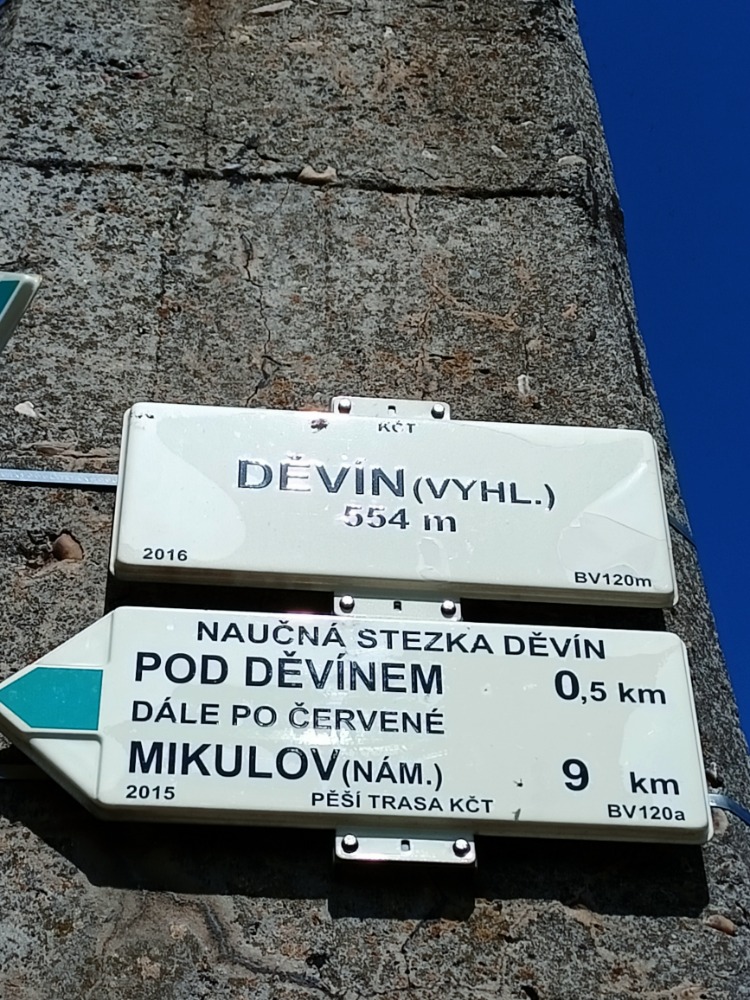 KČT
DĚVÍN (VYHL.)
554 m
2016 BV120m
NAUČNÁ STEZKA DĚVÍN
POD DĚVÍNEM 0,5 km
DÁLE PO ČERVENÉ
MIKULOV (NÁM.) 9 km
2015 PĚŠÍ TRASA KČT BV120a